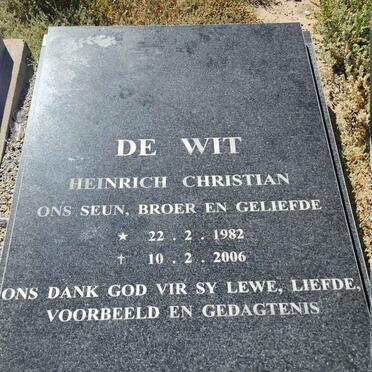 DE WIT
HEINRICH CHRISTIAN
ONS SEUN, BROER EN GELIEFDE
★ 22 . 2 . 1982
✝ 10 . 2 . 2006
ONS DANK GOD VIR SY LEWE, LIEFDE,
VOORBEELD EN GEDAGTENIS